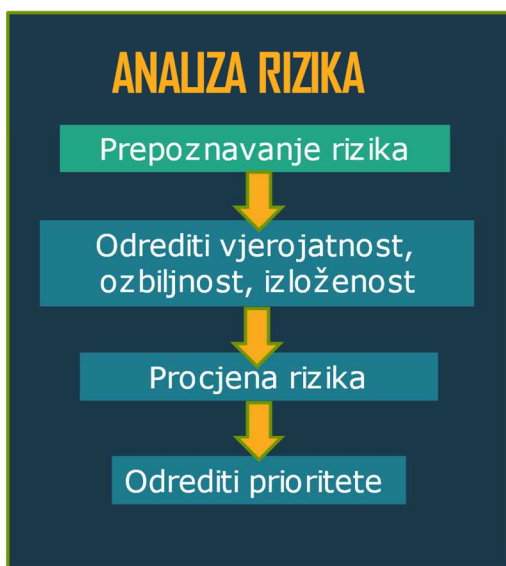 ANALIZA RIZIKA
Prepoznavanje rizika
Odrediti vjerojatnost,
ozbiljnost, izloženost
Procjena rizika
Odrediti prioritete